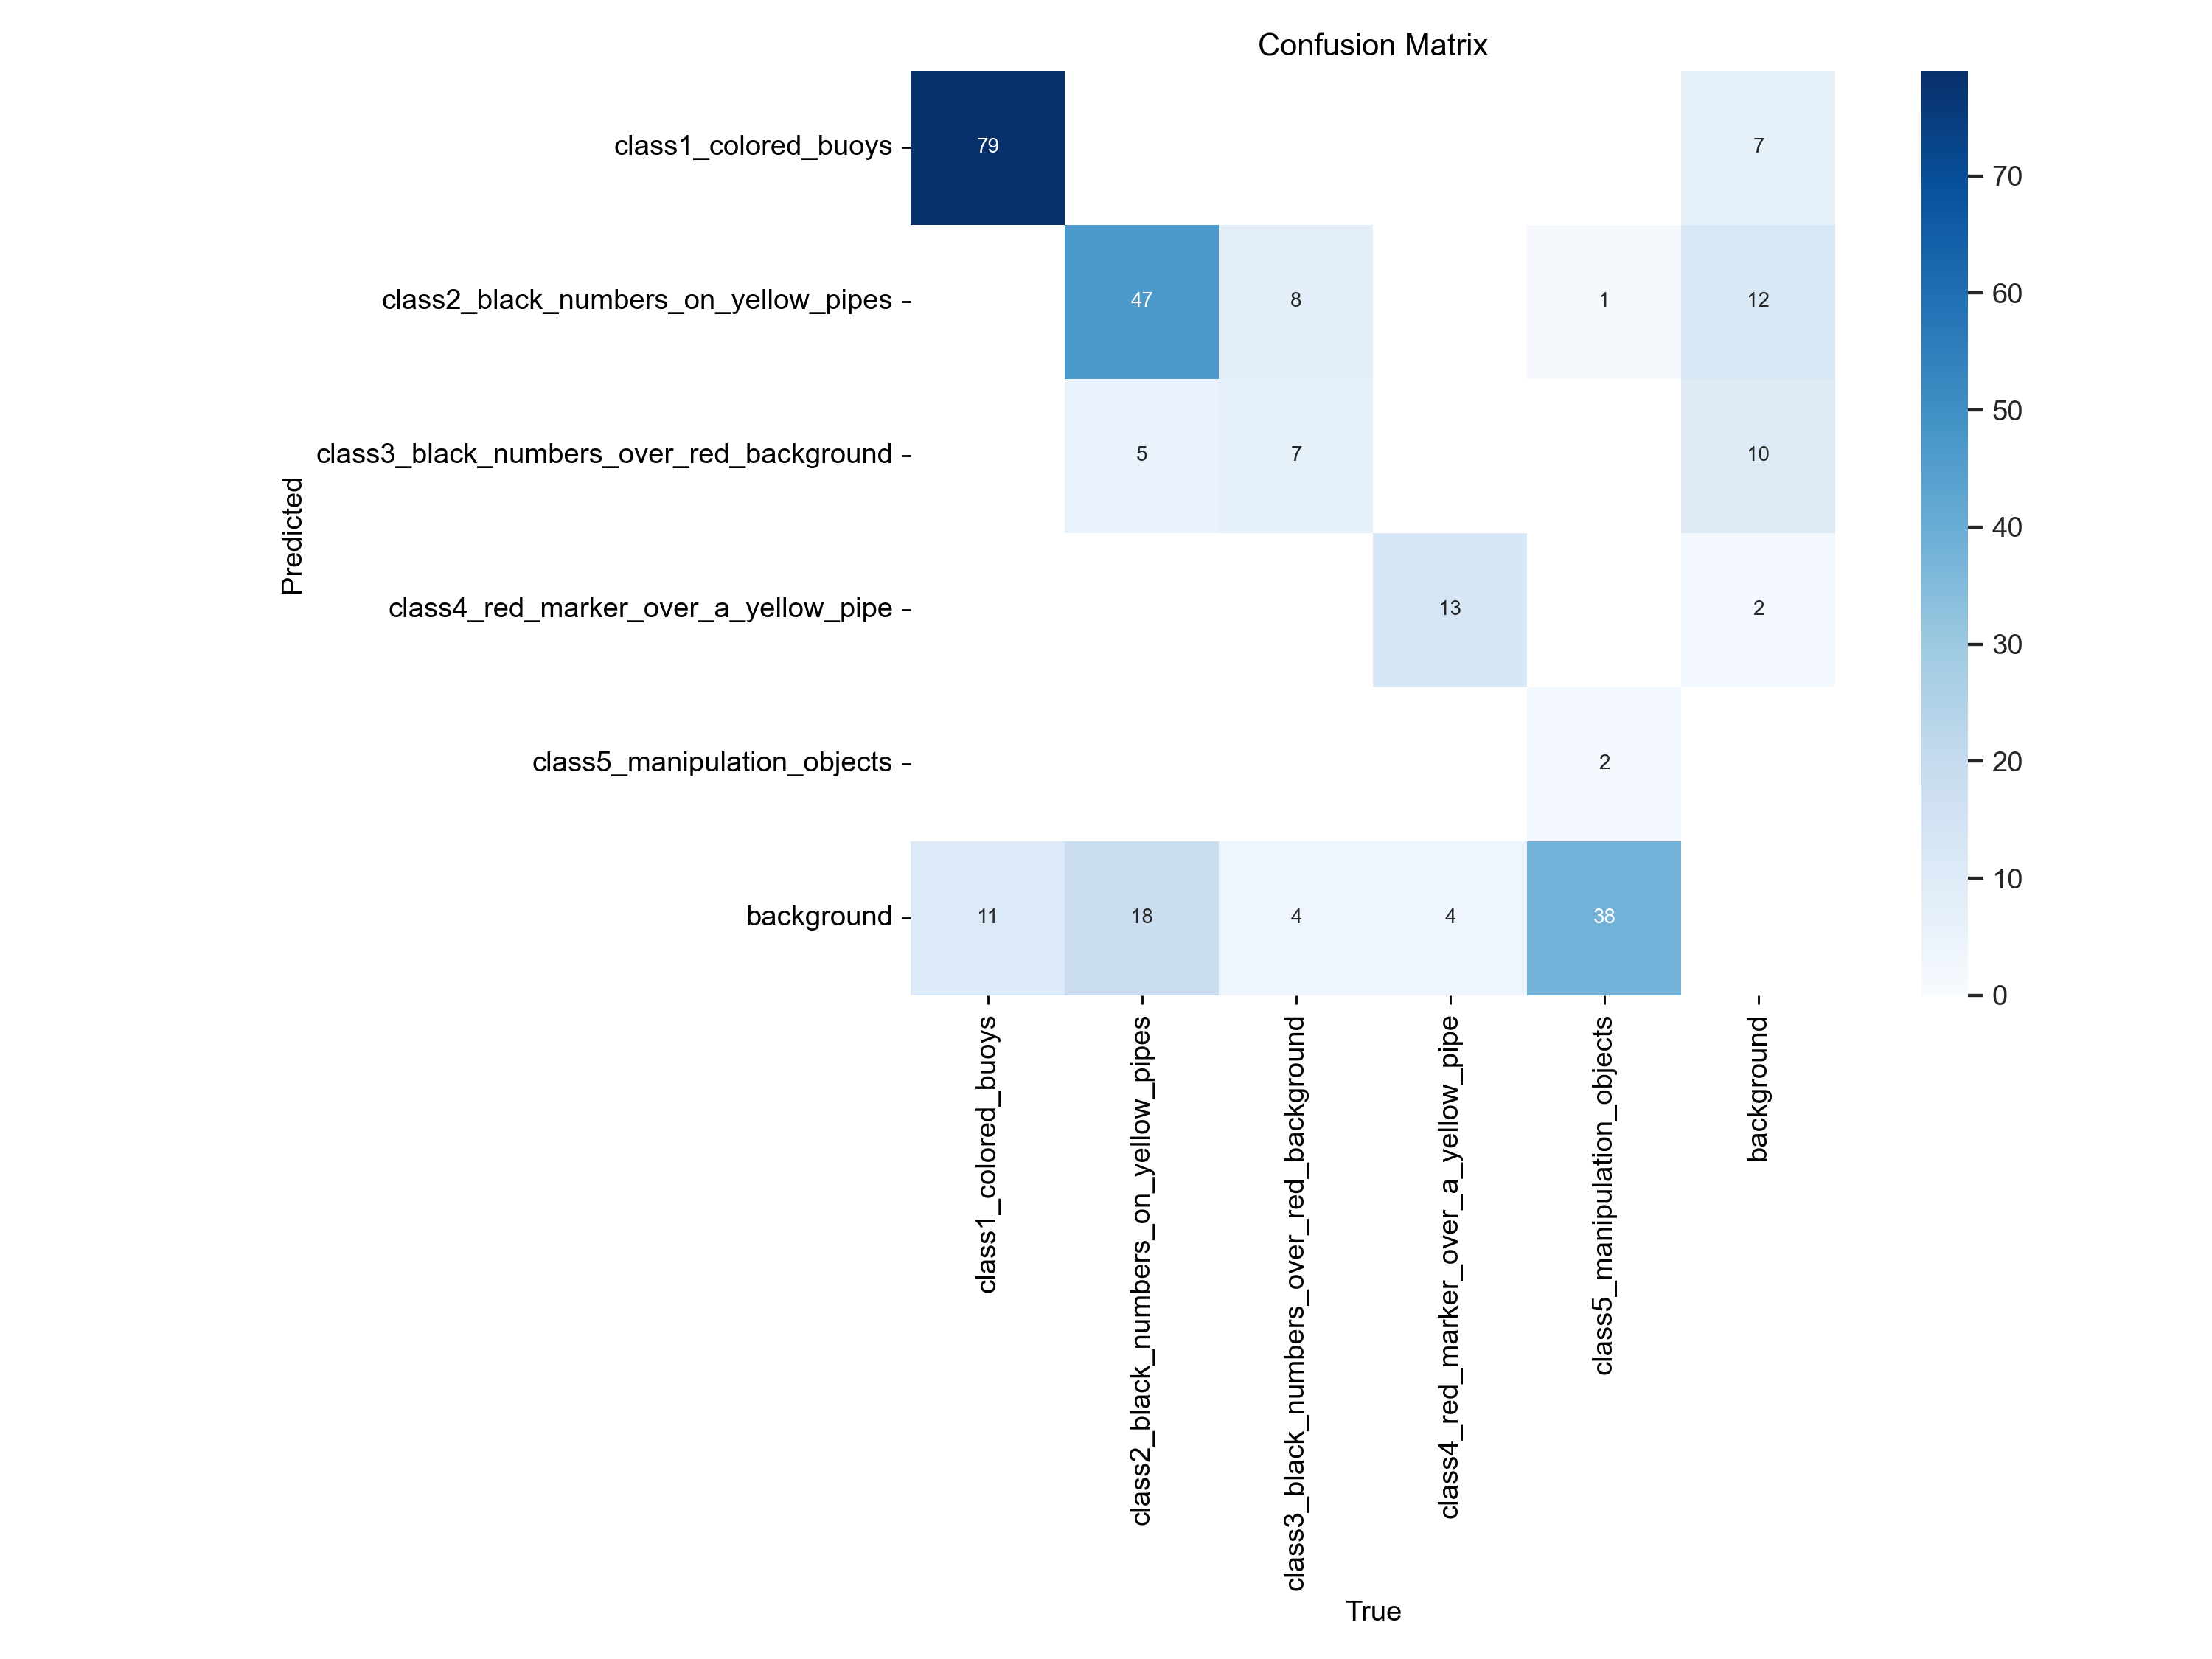 Confusion Matrix
Predicted
class1_colored_buoys
79
7
class2_black_numbers_on_yellow_pipes
47
8
1
12
class3_black_numbers_over_red_background
5
7
10
class4_red_marker_over_a_yellow_pipe
13
2
class5_manipulation_objects
2
background
11
18
4
4
38
class1_colored_buoys
class2_black_numbers_on_yellow_pipes
class3_black_numbers_over_red_background
class4_red_marker_over_a_yellow_pipe
class5_manipulation_objects
background
True
70
60
50
40
30
20
10
0